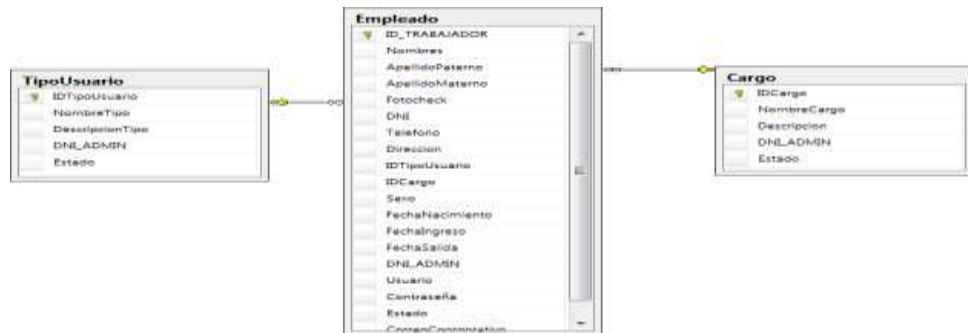 TipoUsuario
IDTipoUsuario
NombreTipo
DescripcionTipo
DNI_ADMIN
Estado
Empleado
ID_TRABAJADOR
Nombres
ApellidoPaterno
ApellidoMaterno
Fotocheck
DNI
Telefono
Direccion
IDTipoUsuario
IDCargo
Sexo
FechaNacimiento
FechaIngreso
FechaSalida
DNI_ADMIN
Usuario
Contraseña
Estado
CorreoCorporativo
Cargo
IDCargo
NombreCargo
Descripcion
DNI_ADMIN
Estado